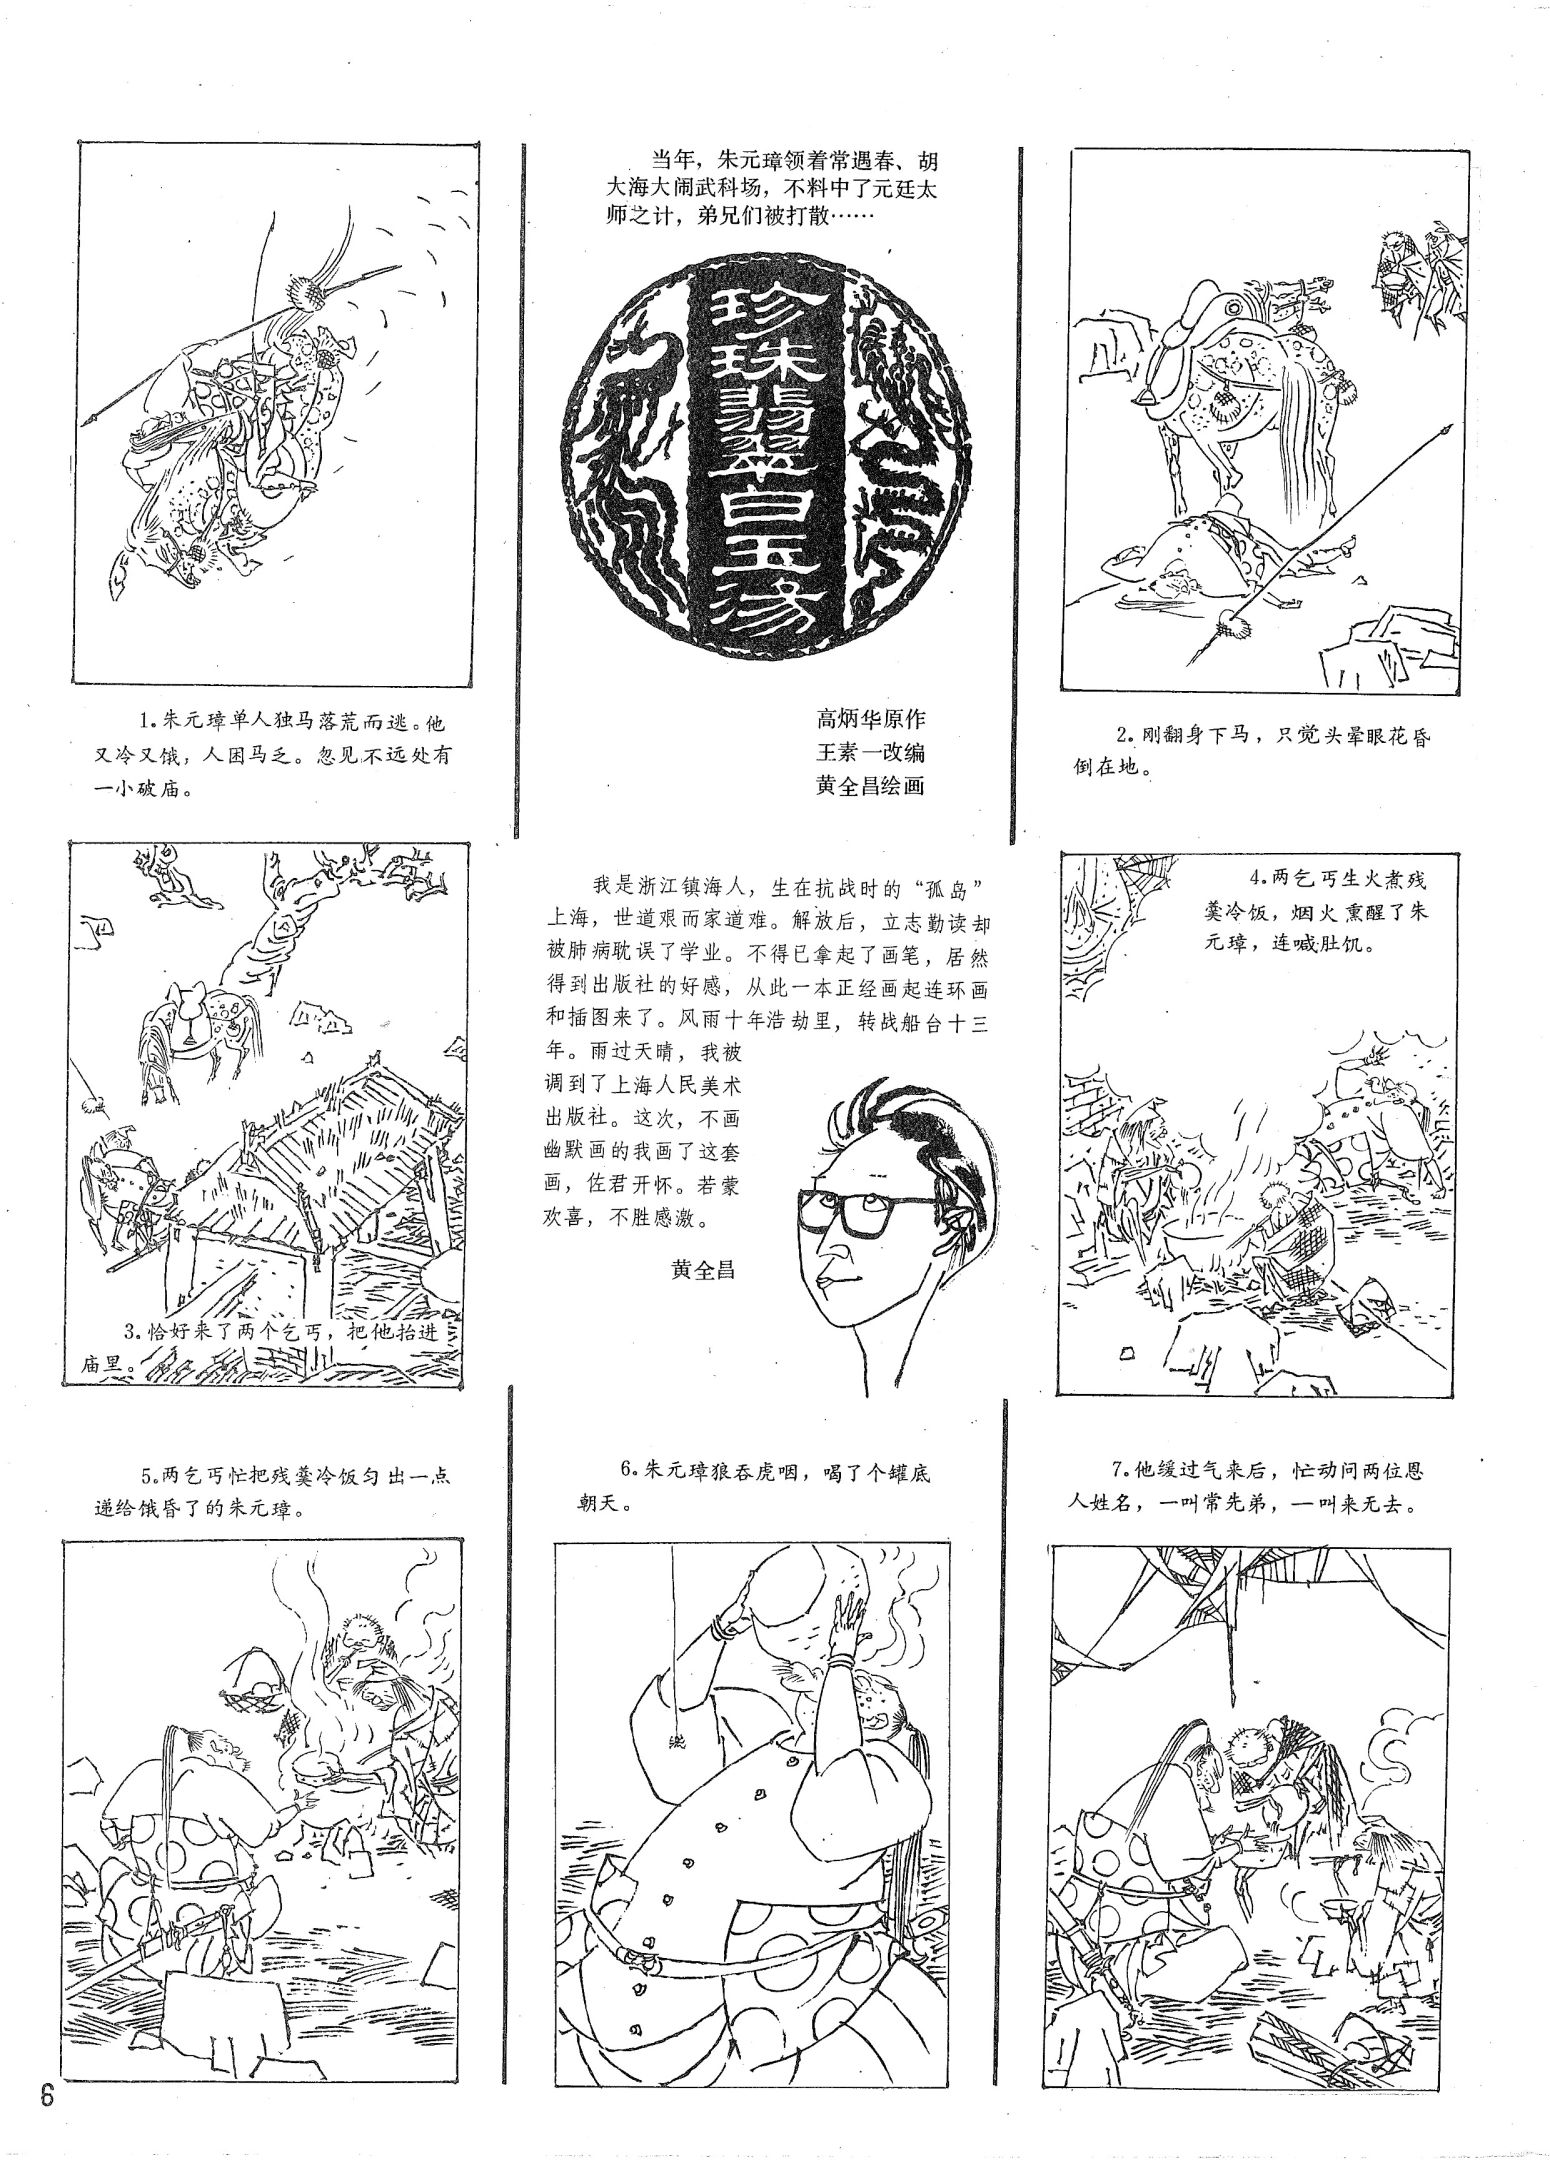 当年，朱元璋领着常遇春、胡
大海大闹武科场，不料中了元廷太
师之计，弟兄们被打散……
珍珠翡翠白玉汤
高炳华原作
王素一改编
黄全昌绘画
1。朱元璋单人独马落荒而逃。他
又冷又饿，人困马乏。忽见不远处有
一小破庙。
2。刚翻身下马，只觉头晕眼花昏
倒在地。
3。恰好来了两个乞丐，把他抬进
庙里。
我是浙江镇海人，生在抗战时的“孤岛”
上海，世道艰而家道难。解放后，立志勤读却
被肺病耽误了学业。不得已拿起了画笔，居然
得到出版社的好感，从此一本正经画起连环画
和插图来了。风雨十年浩劫里，转战船台十三
年。雨过天晴，我被
调到了上海人民美术
出版社。这次，不画
幽默画的我画了这套
画，佐君开怀。若蒙
欢喜，不胜感激。
黄全昌
4。两乞丐生火煮残
羹冷饭，烟火熏醒了朱
元璋，连喊肚饥。
5。两乞丐忙把残羹冷饭匀出一点
递给饿昏了的朱元璋。
6。朱元璋狼吞虎咽，喝了个罐底
朝天。
7。他缓过气来后，忙动问两位恩
人姓名，一叫常先弟，一叫来无去。
6